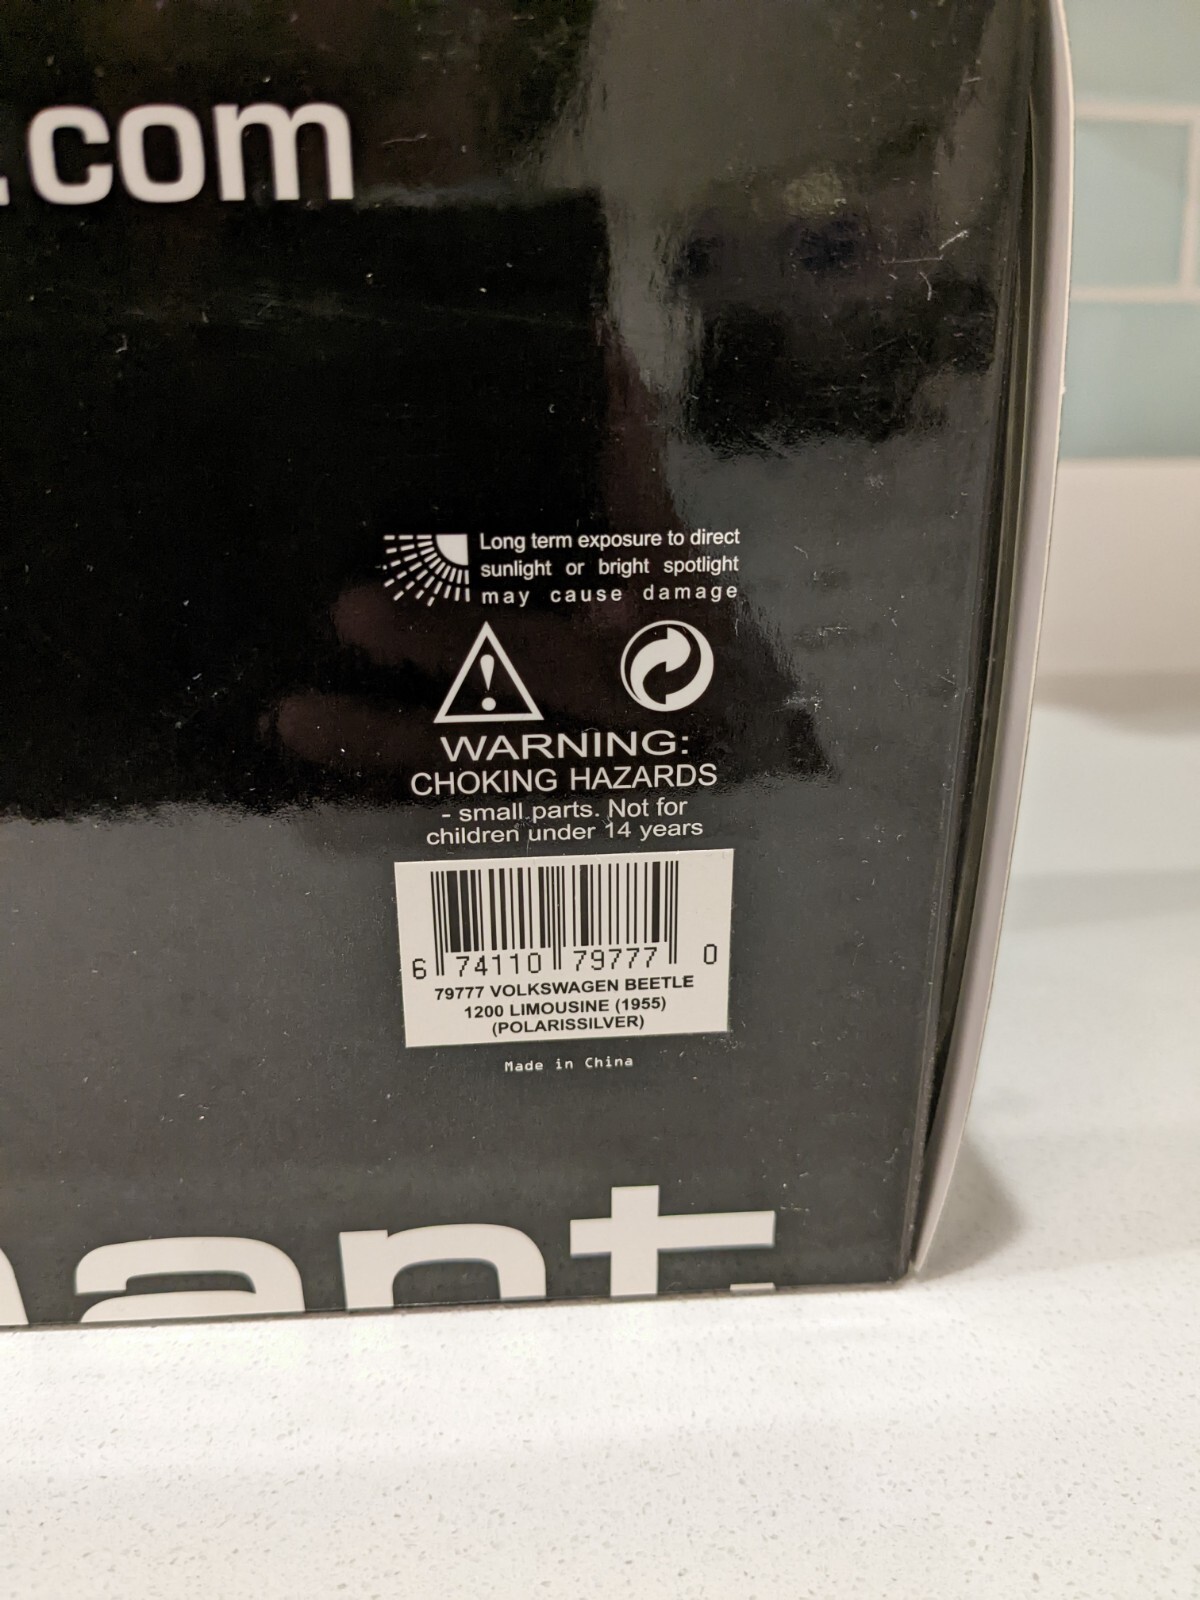 .com
Long term exposure to direct
sunlight or bright spotlight
may cause damage
WARNING:
CHOKING HAZARDS
- small parts. Not for
children under 14 years
6 74110 79777 0
79777 VOLKSWAGEN BEETLE
1200 LIMOUSINE (1955)
(POLARISSILVER)
Made in China
ant.